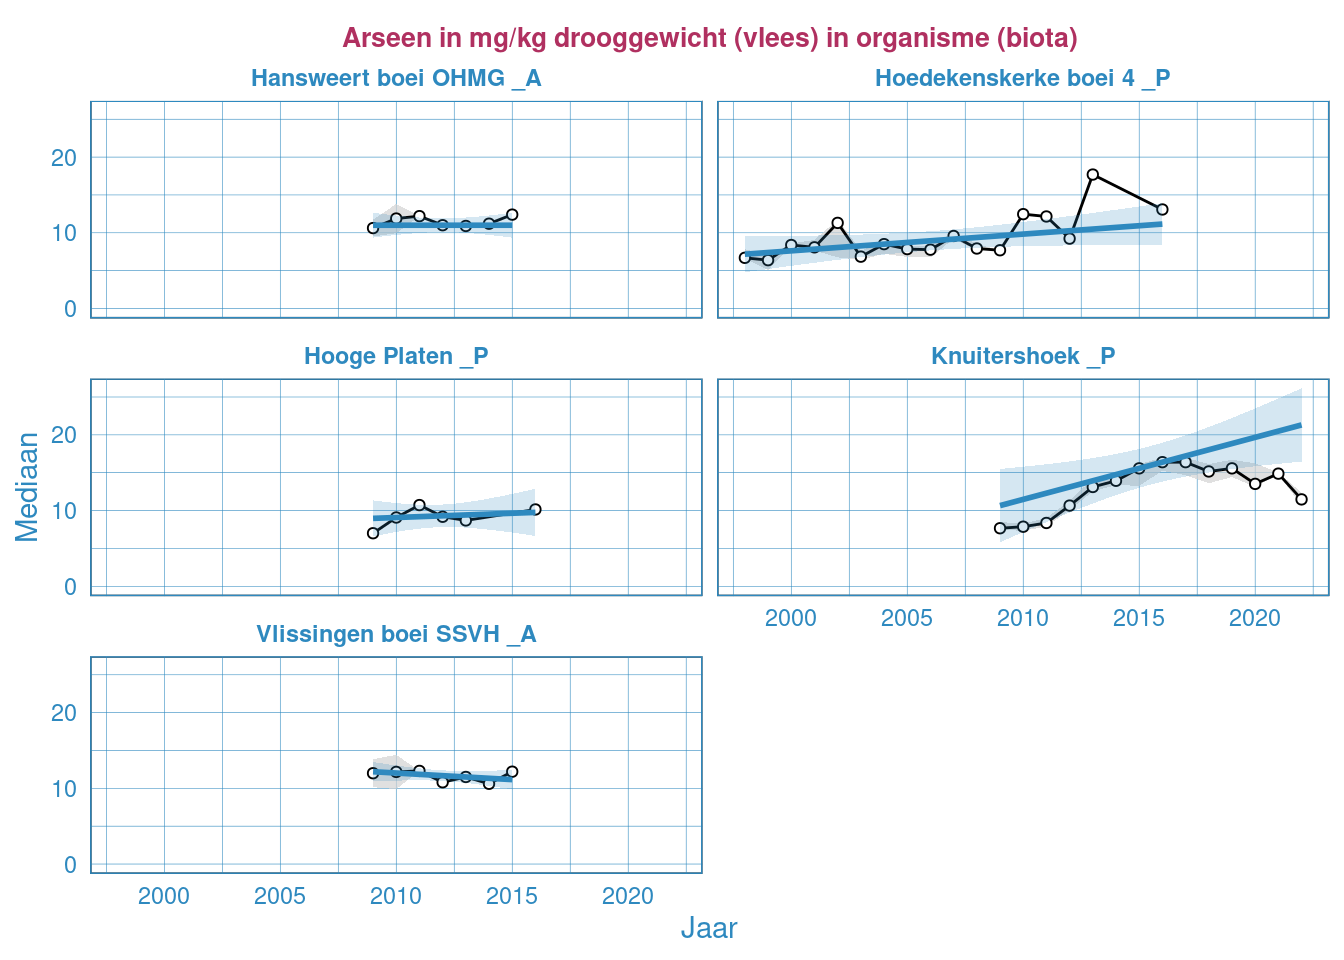 Arseen in mg/kg drooggewicht (vlees) in organisme (biota)
Hansweert boei OHMG _A
Hoedekenskerke boei 4 _P
20
10
0
Hooge Platen _P
Knuitershoek _P
Mediaan
20
10
0
2000 2005 2010 2015 2020
Vlissingen boei SSVH _A
20
10
0
2000 2005 2010 2015 2020
Jaar